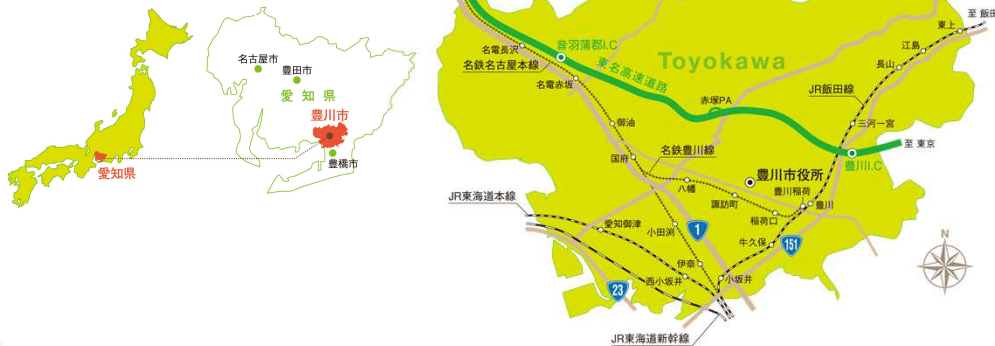 名古屋市
豊田市
愛知県
豊川市
豊橋市
愛知県
至 飯田
東上
江島
長山
JR飯田線
三河一宮
至 東京
豊川I.C
音羽蒲郡I.C
Toyokawa
東名高速道路
赤塚PA
名電長沢
名鉄名古屋本線
名電赤坂
御油
国府
名鉄豊川線
八幡
諏訪町
豊川市役所
豊川稲荷
豊川
稲荷口
牛久保
151
1
JR東海道本線
愛知御津
小田渕
伊奈
西小坂井
小坂井
23
JR東海道新幹線
N